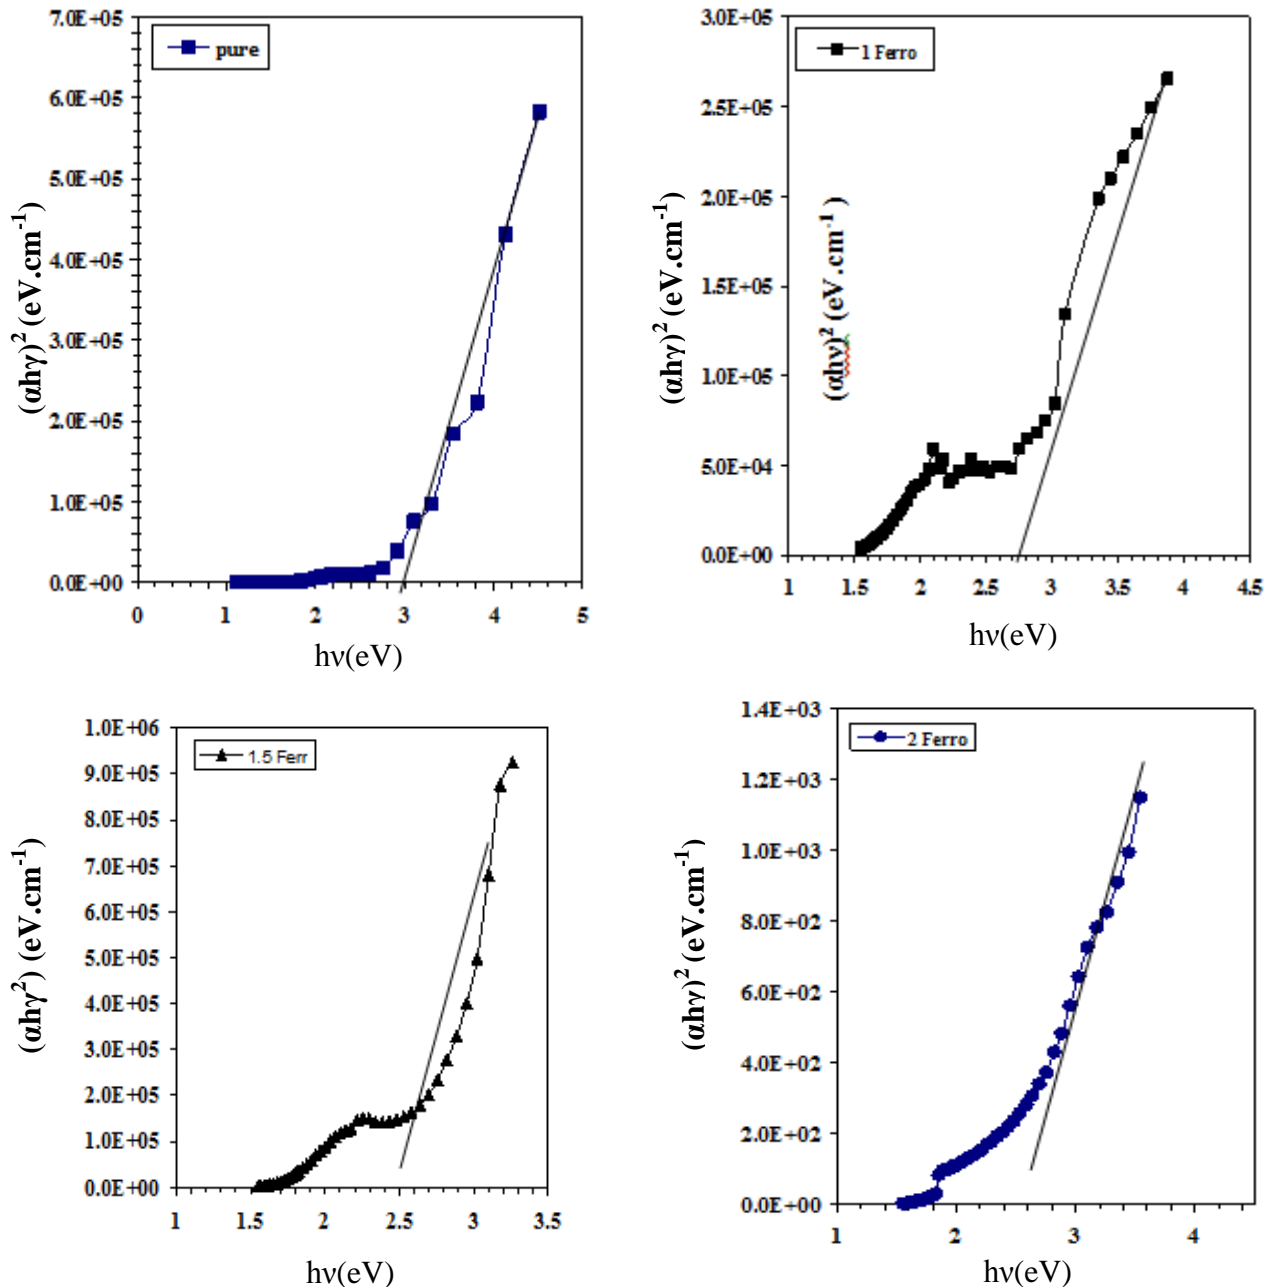 pure
7.0E+05
6.0E+05
5.0E+05
4.0E+05
3.0E+05
2.0E+05
1.0E+05
0.0E+00
(αhγ)² (eV.cm⁻¹)
0 1 2 3 4 5
hν(eV)
1 Ferro
3.0E+05
2.5E+05
2.0E+05
1.5E+05
1.0E+05
5.0E+04
0.0E+00
(αhγ)² (eV.cm⁻¹)
(αhν)² (eV.cm⁻¹)
1 1.5 2 2.5 3 3.5 4 4.5
hν(eV)
1.5 Ferr
1.0E+06
9.0E+05
8.0E+05
7.0E+05
6.0E+05
5.0E+05
4.0E+05
3.0E+05
2.0E+05
1.0E+05
0.0E+00
(αhγ²) (eV.cm⁻¹)
1 1.5 2 2.5 3 3.5
hν(eV)
2 Ferro
1.4E+03
1.2E+03
1.0E+03
8.0E+02
6.0E+02
4.0E+02
2.0E+02
0.0E+00
(αhγ)² (eV.cm⁻¹)
1 2 3 4
hν(eV)